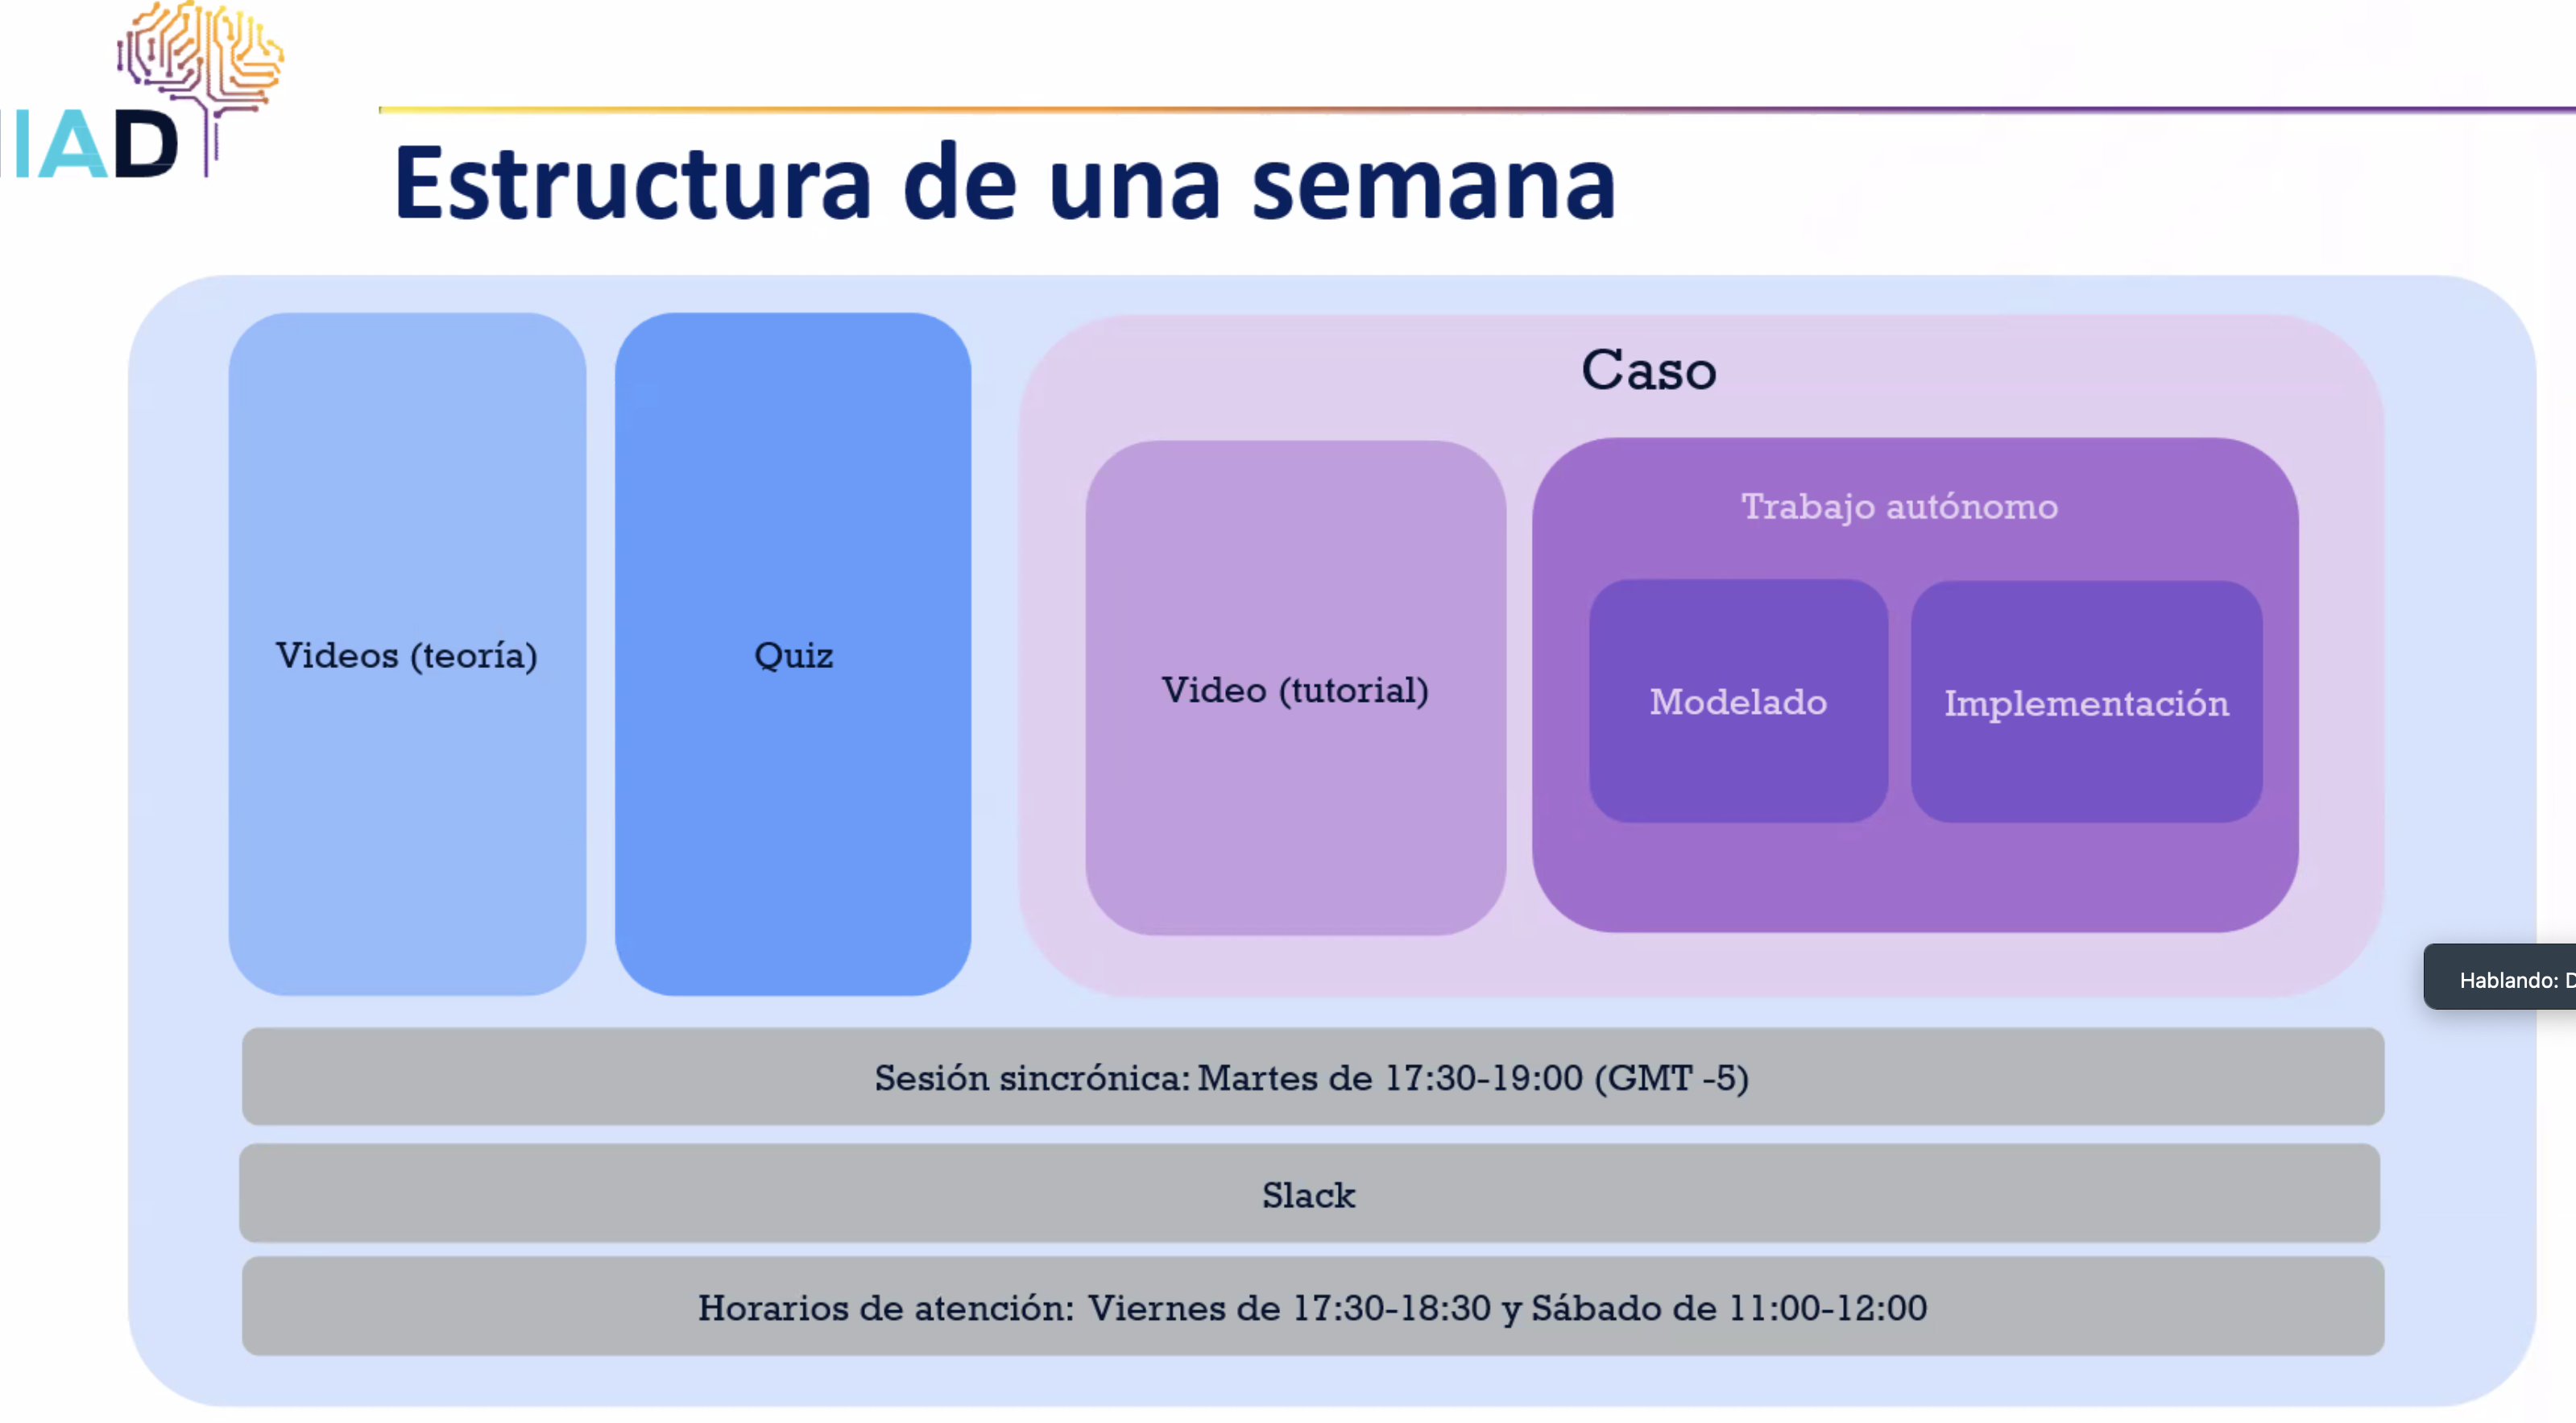 IAD
Estructura de una semana
Caso
Trabajo autónomo
Videos (teoría)
Quiz
Video (tutorial)
Modelado
Implementación
Hablando: D
Sesión sincrónica: Martes de 17:30-19:00 (GMT -5)
Slack
Horarios de atención: Viernes de 17:30-18:30 y Sábado de 11:00-12:00